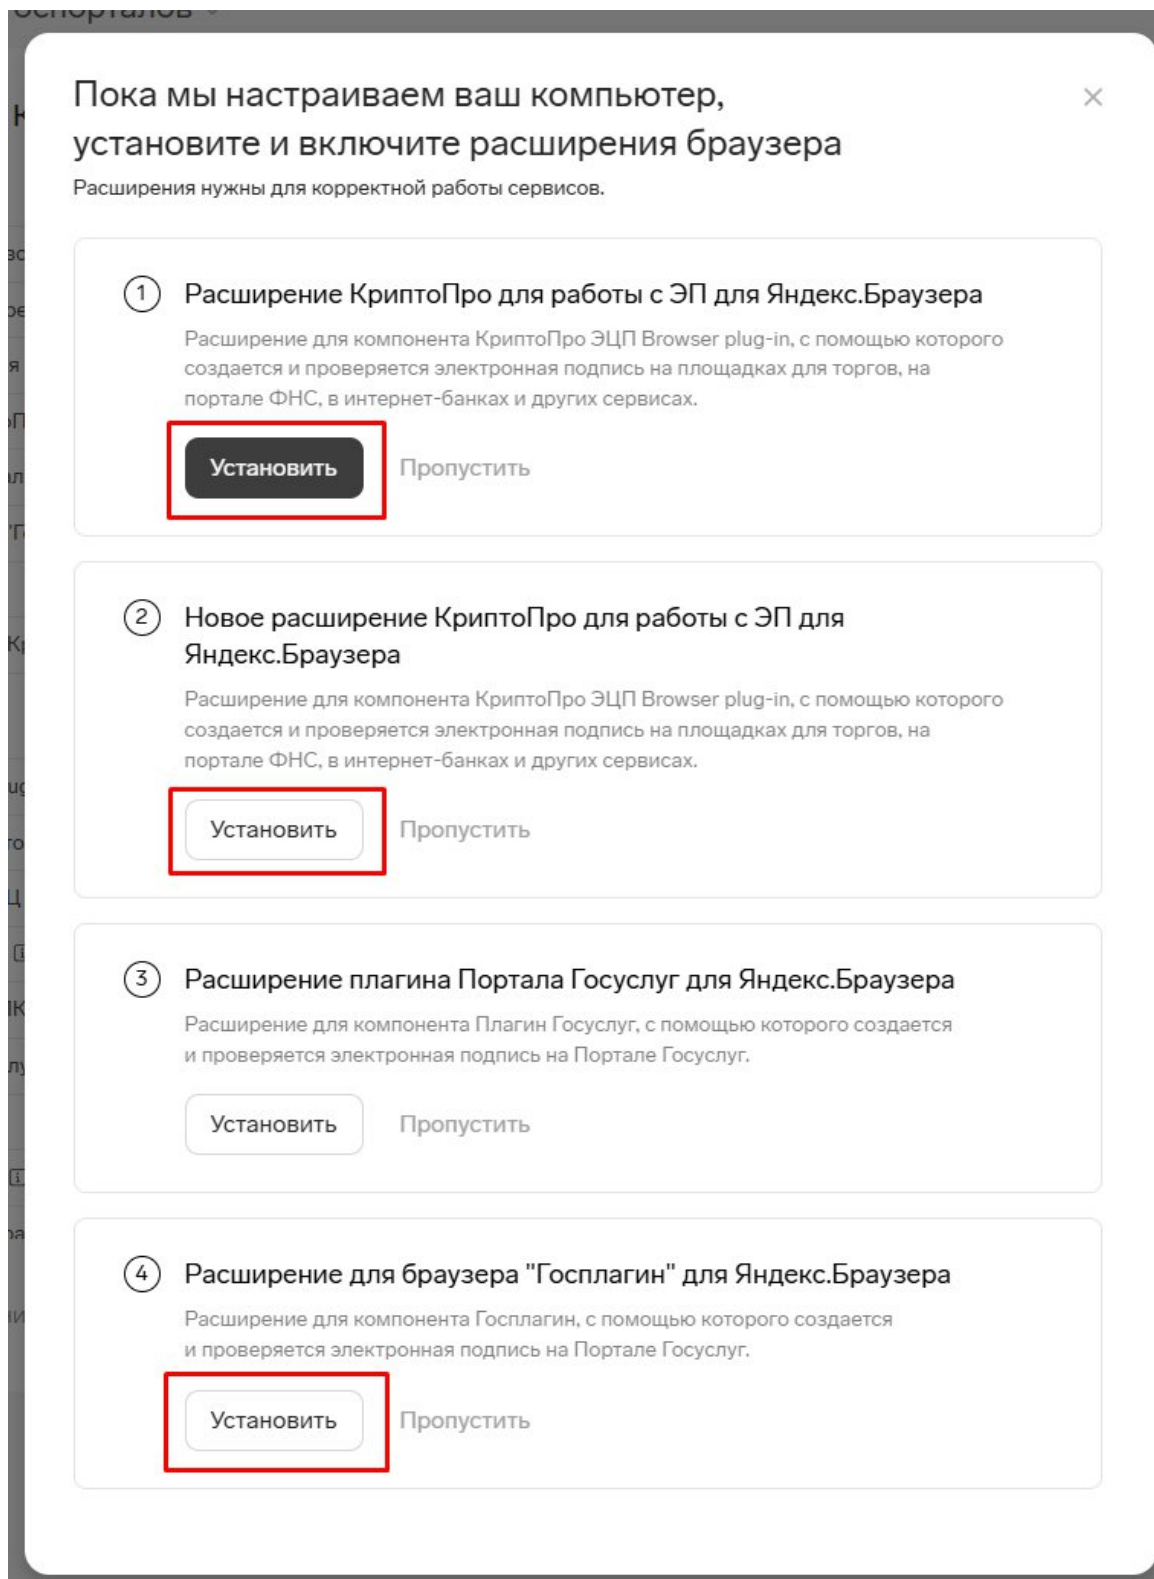 Пока мы настраиваем ваш компьютер,
установите и включите расширения браузера
Расширения нужны для корректной работы сервисов.
1 Расширение КриптоПро для работы с ЭП для Яндекс.Браузера
Расширение для компонента КриптоПро ЭЦП Browser plug-in, с помощью которого
создается и проверяется электронная подпись на площадках для торгов, на
портале ФНС, в интернет-банках и других сервисах.
Установить Пропустить
2 Новое расширение КриптоПро для работы с ЭП для
Яндекс.Браузера
Расширение для компонента КриптоПро ЭЦП Browser plug-in, с помощью которого
создается и проверяется электронная подпись на площадках для торгов, на
портале ФНС, в интернет-банках и других сервисах.
Установить Пропустить
3 Расширение плагина Портала Госуслуг для Яндекс.Браузера
Расширение для компонента Плагин Госуслуг, с помощью которого создается
и проверяется электронная подпись на Портале Госуслуг.
Установить Пропустить
4 Расширение для браузера "Госплагин" для Яндекс.Браузера
Расширение для компонента Госплагин, с помощью которого создается
и проверяется электронная подпись на Портале Госуслуг.
Установить Пропустить